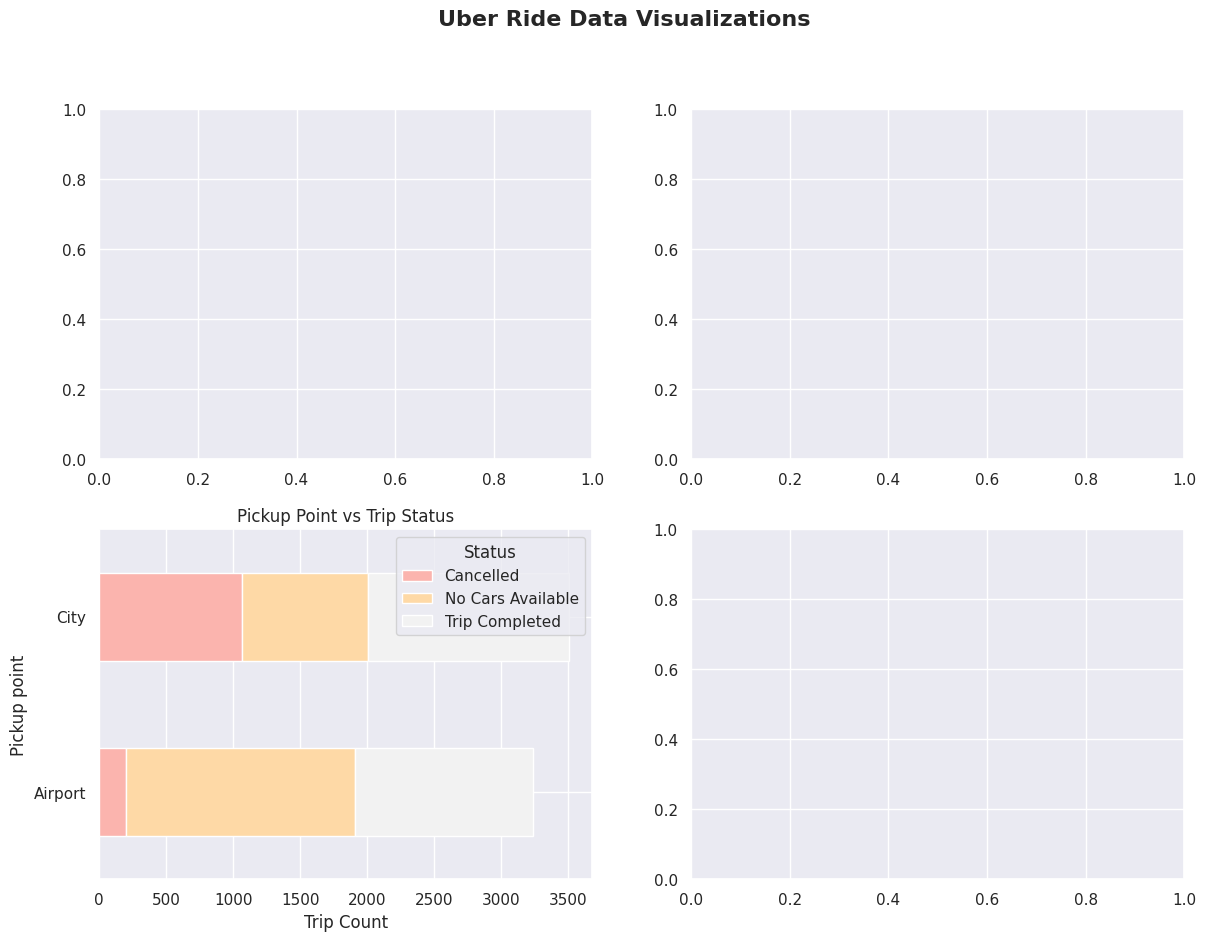 Uber Ride Data Visualizations
1.0
0.8
0.6
0.4
0.2
0.0
0.0 0.2 0.4 0.6 0.8 1.0
1.0
0.8
0.6
0.4
0.2
0.0
0.0 0.2 0.4 0.6 0.8 1.0
Pickup Point vs Trip Status
Status
Cancelled
No Cars Available
Trip Completed
Pickup point
City
Airport
0 500 1000 1500 2000 2500 3000 3500
Trip Count
1.0
0.8
0.6
0.4
0.2
0.0
0.0 0.2 0.4 0.6 0.8 1.0